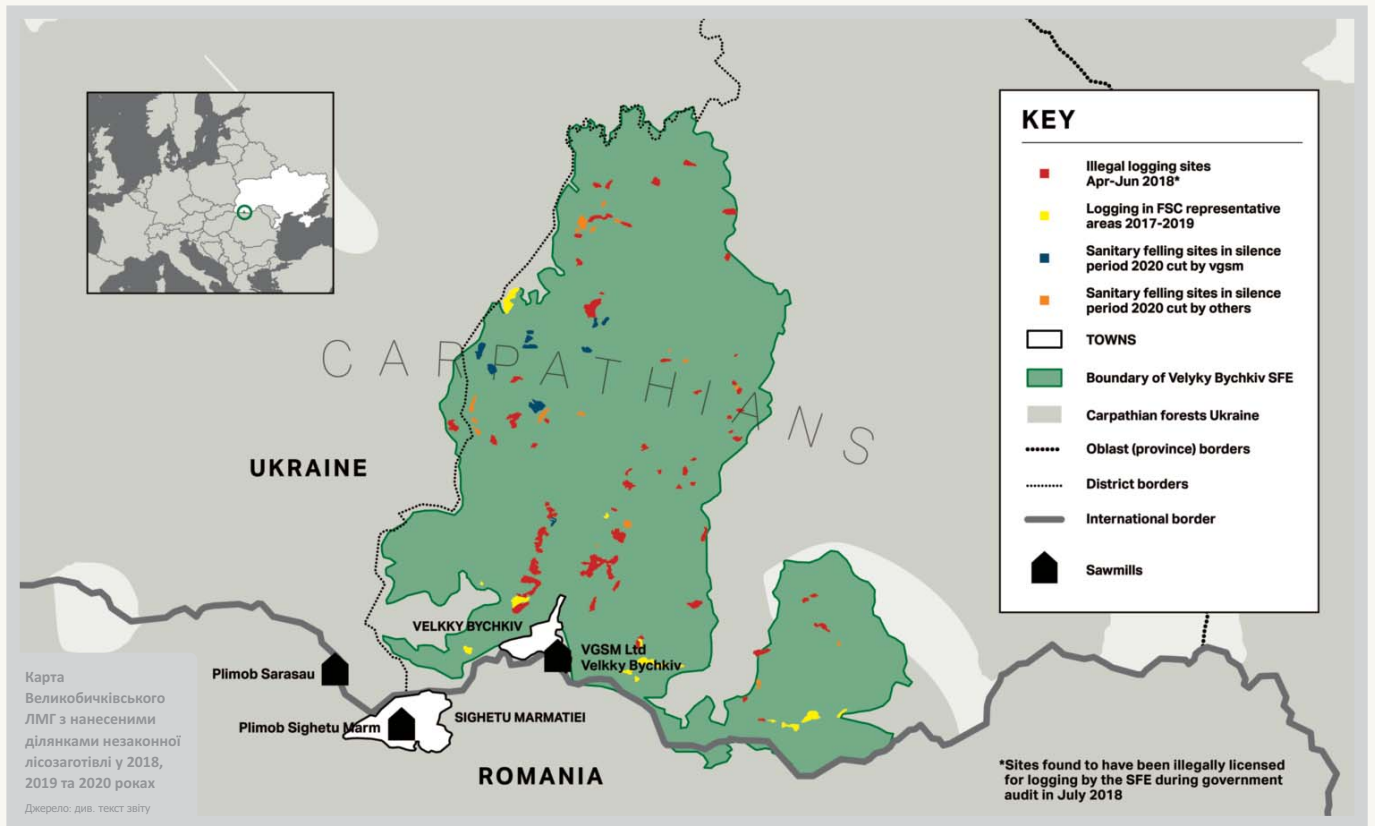 KEY
Illegal logging sites
Apr-Jun 2018*
Logging in FSC representative
areas 2017-2019
Sanitary felling sites in silence
period 2020 cut by vgsm
Sanitary felling sites in silence
period 2020 cut by others
TOWNS
Boundary of Velyky Bychkiv SFE
Carpathian forests Ukraine
Oblast (province) borders
District borders
International border
Sawmills
CARPATHIANS
UKRAINE
VELKKY BYCHKIV
VGSM Ltd
Velkky Bychkiv
Plimob Sarasau
Plimob Sighetu Marm
SIGHETU MARMATIEI
ROMANIA
Карта
Великобичківського
ЛМГ з нанесеними
ділянками незаконної
лісозаготівлі у 2018,
2019 та 2020 роках
Джерело: див. текст звіту
*Sites found to have been illegally licensed
for logging by the SFE during government
audit in July 2018